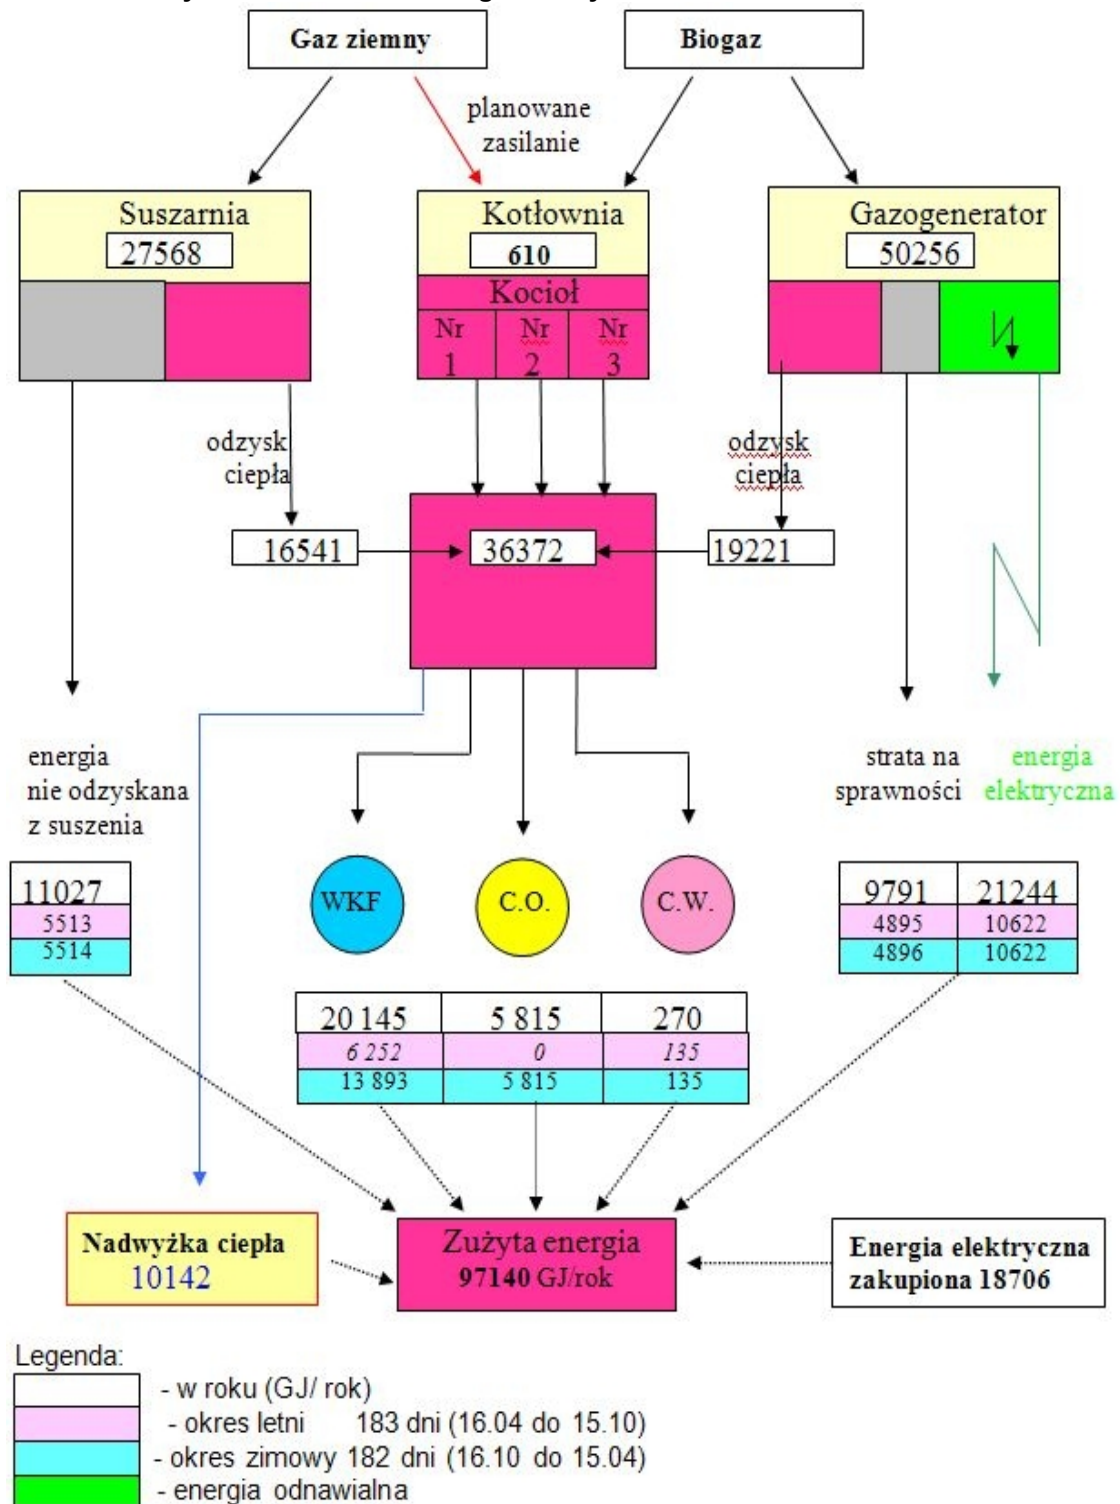 Gaz ziemny
Biogaz
planowane
zasilanie
Suszarnia
27568
Kotłownia
610
Kocioł
Nr
1
Nr
2
Nr
3
Gazogenerator
50256
odzysk
ciepła
odzysk
ciepła
16541
36372
19221
energia
nie odzyskana
z suszenia
strata na
sprawności
energia
elektryczna
WKF
C.O.
C.W.
11027
5513
5514
9791 21244
4895 10622
4896 10622
20 145 5 815 270
6 252 0 135
13 893 5 815 135
Nadwyżka ciepła
10142
Zużyta energia
97140 GJ/rok
Energia elektryczna
zakupiona 18706
Legenda:
- w roku (GJ/ rok)
- okres letni 183 dni (16.04 do 15.10)
- okres zimowy 182 dni (16.10 do 15.04)
- energia odnawialna